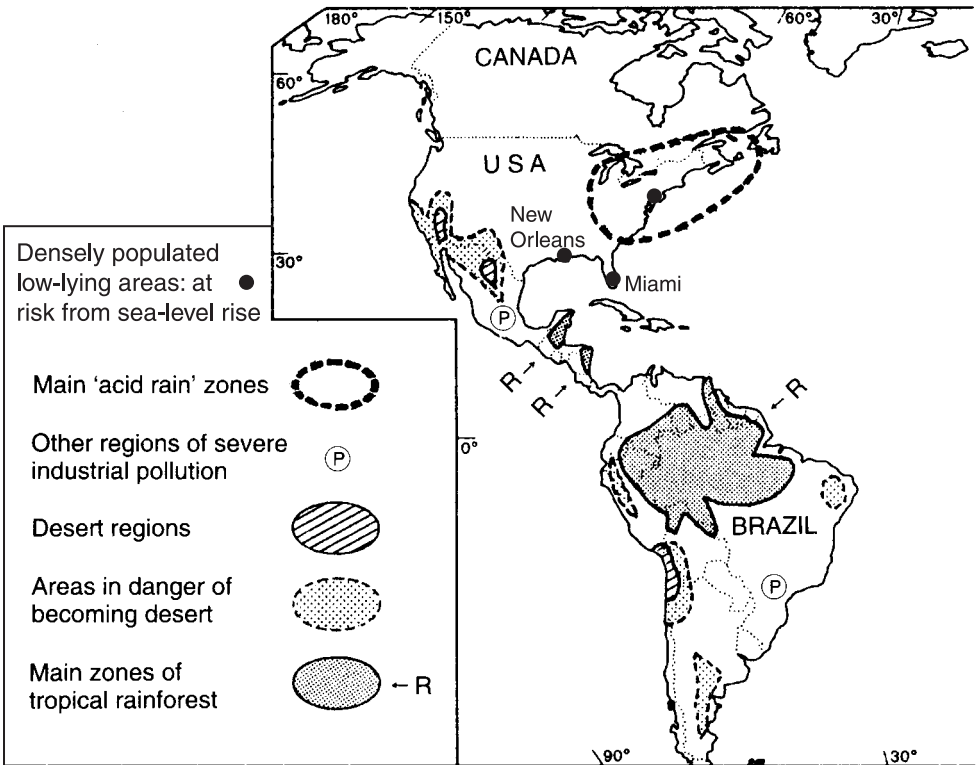 180°
150°
60°
30°
CANADA
60°
USA
New
Orleans
30°
Miami
Densely populated
low-lying areas: at
risk from sea-level rise
P
R
R
R
Main ‘acid rain’ zones
0°
Other regions of severe
industrial pollution
P
BRAZIL
Desert regions
P
Areas in danger of
becoming desert
Main zones of
tropical rainforest
← R
90°
30°